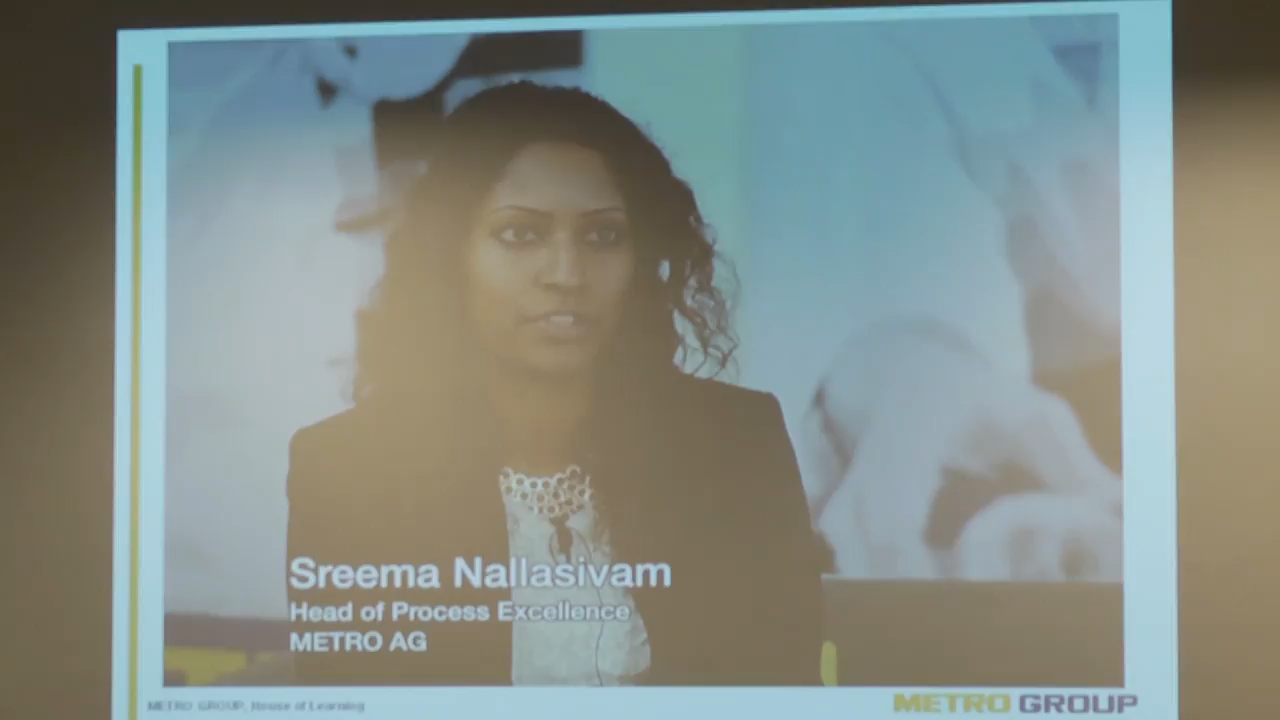 Sreema Nallasivam
Head of Process Excellence
METRO AG
METRO GROUP, House of Learning
METRO GROUP